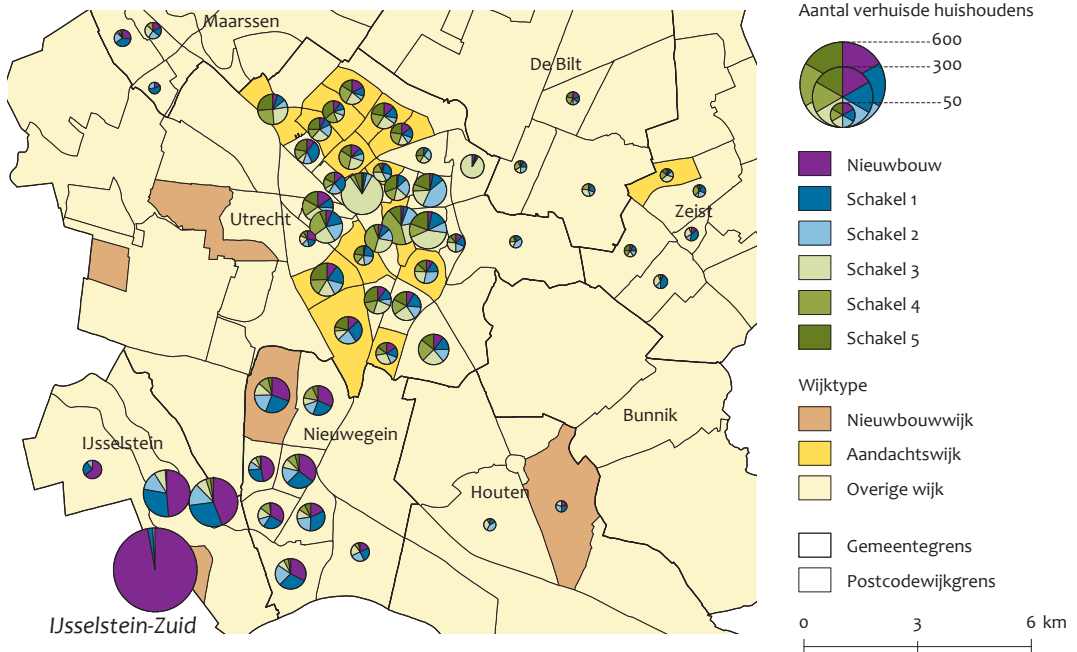 Maarssen
De Bilt
Utrecht
Zeist
IJsselstein
Nieuwegein
Bunnik
Houten
IJsselstein-Zuid
Aantal verhuisde huishoudens
600
300
50
Nieuwbouw
Schakel 1
Schakel 2
Schakel 3
Schakel 4
Schakel 5
Wijktype
Nieuwbouwwijk
Aandachtswijk
Overige wijk
Gemeentegrens
Postcodewijkgrens
0 3 6 km